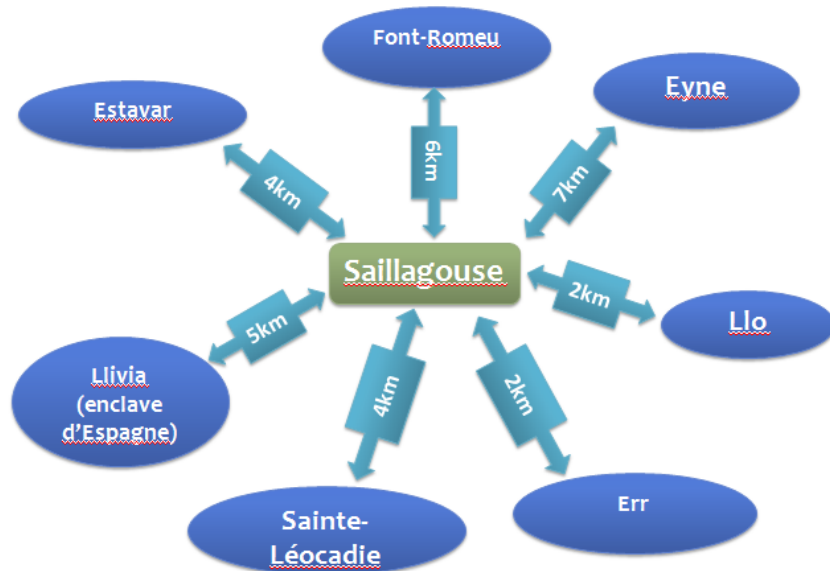 Font-Romeu
Eyne
Estavar
6km
7km
4km
Saillagouse
2km
Llo
5km
Llivia
(enclave
d'Espagne)
4km
2km
Err
Sainte-
Léocadie